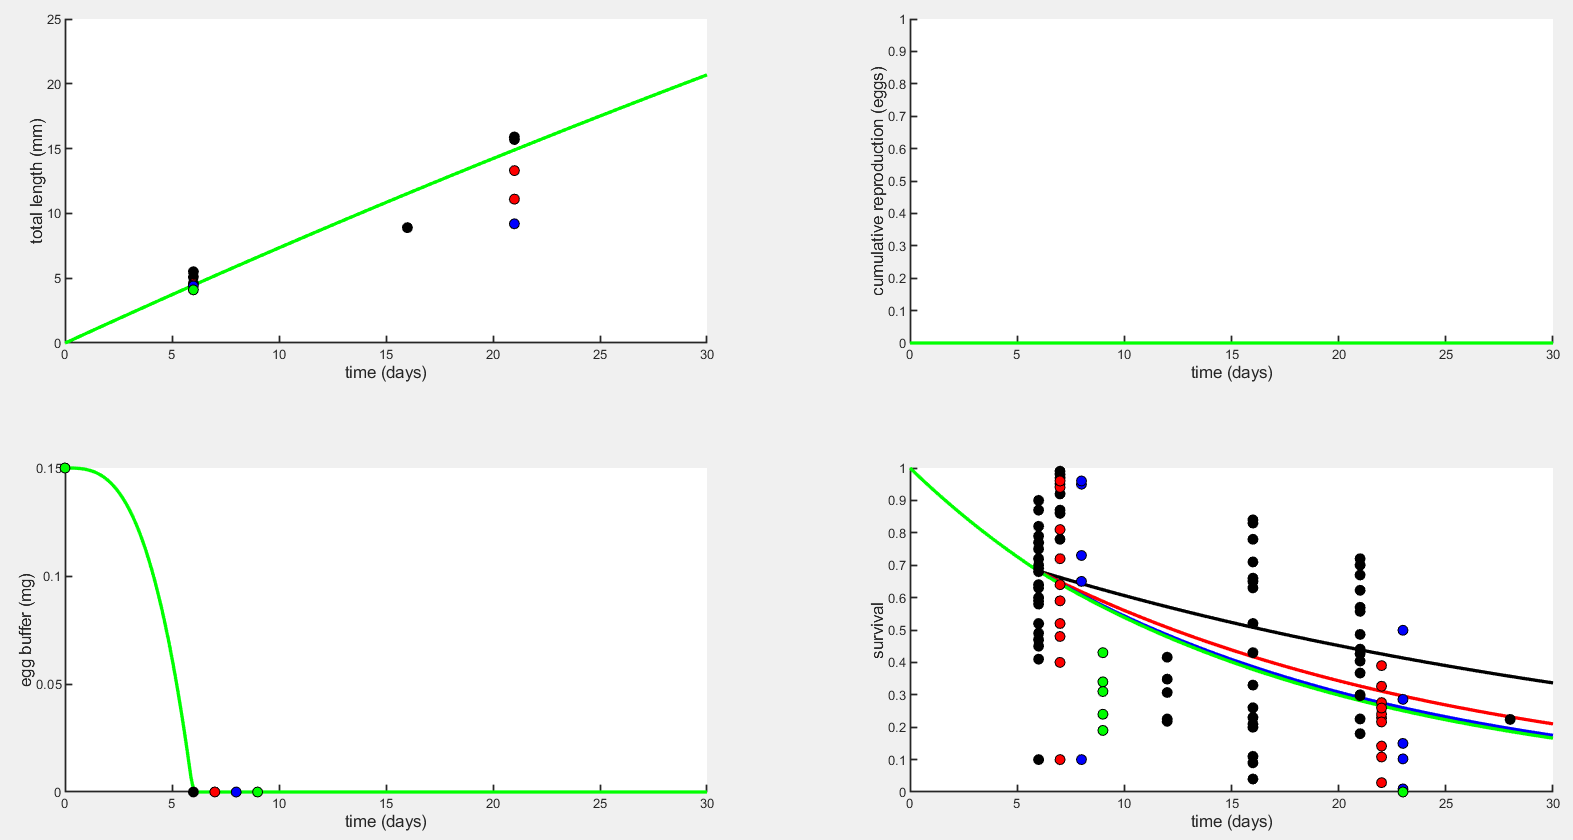 25
20
15
10
5
0
total length (mm)
0 5 10 15 20 25 30
time (days)
1
0.9
0.8
0.7
0.6
0.5
0.4
0.3
0.2
0.1
0
cumulative reproduction (eggs)
0 5 10 15 20 25 30
time (days)
0.15
0.1
0.05
0
egg buffer (mg)
0 5 10 15 20 25 30
time (days)
1
0.9
0.8
0.7
0.6
0.5
0.4
0.3
0.2
0.1
0
survival
0 5 10 15 20 25 30
time (days)